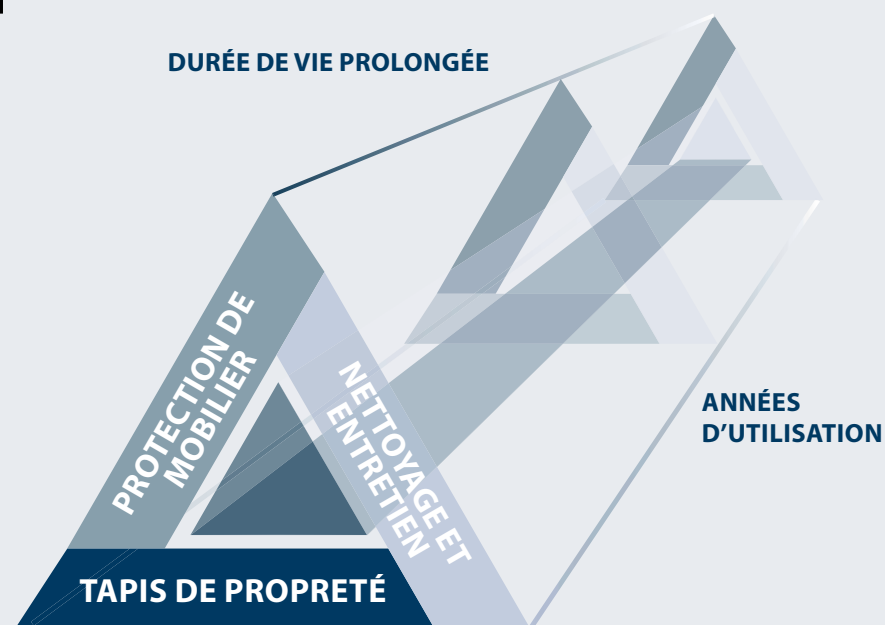 DURÉE DE VIE PROLONGÉE
PROTECTION DE
MOBILIER
NETTOYAGE ET
ENTRETIEN
ANNÉES
D'UTILISATION
TAPIS DE PROPRETÉ